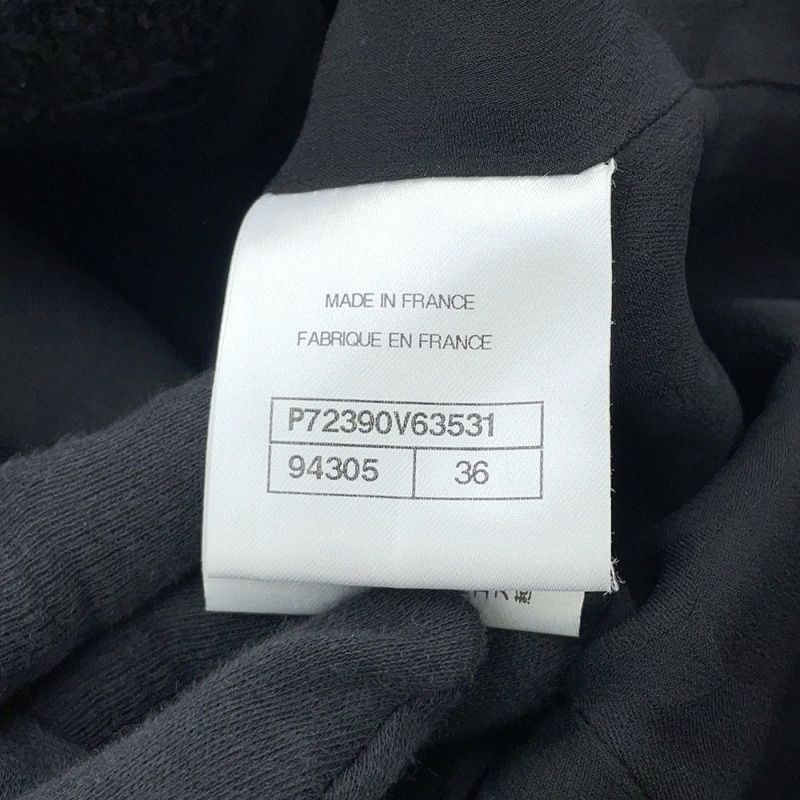 MADE IN FRANCE
FABRIQUE EN FRANCE
P72390V63531
94305 36